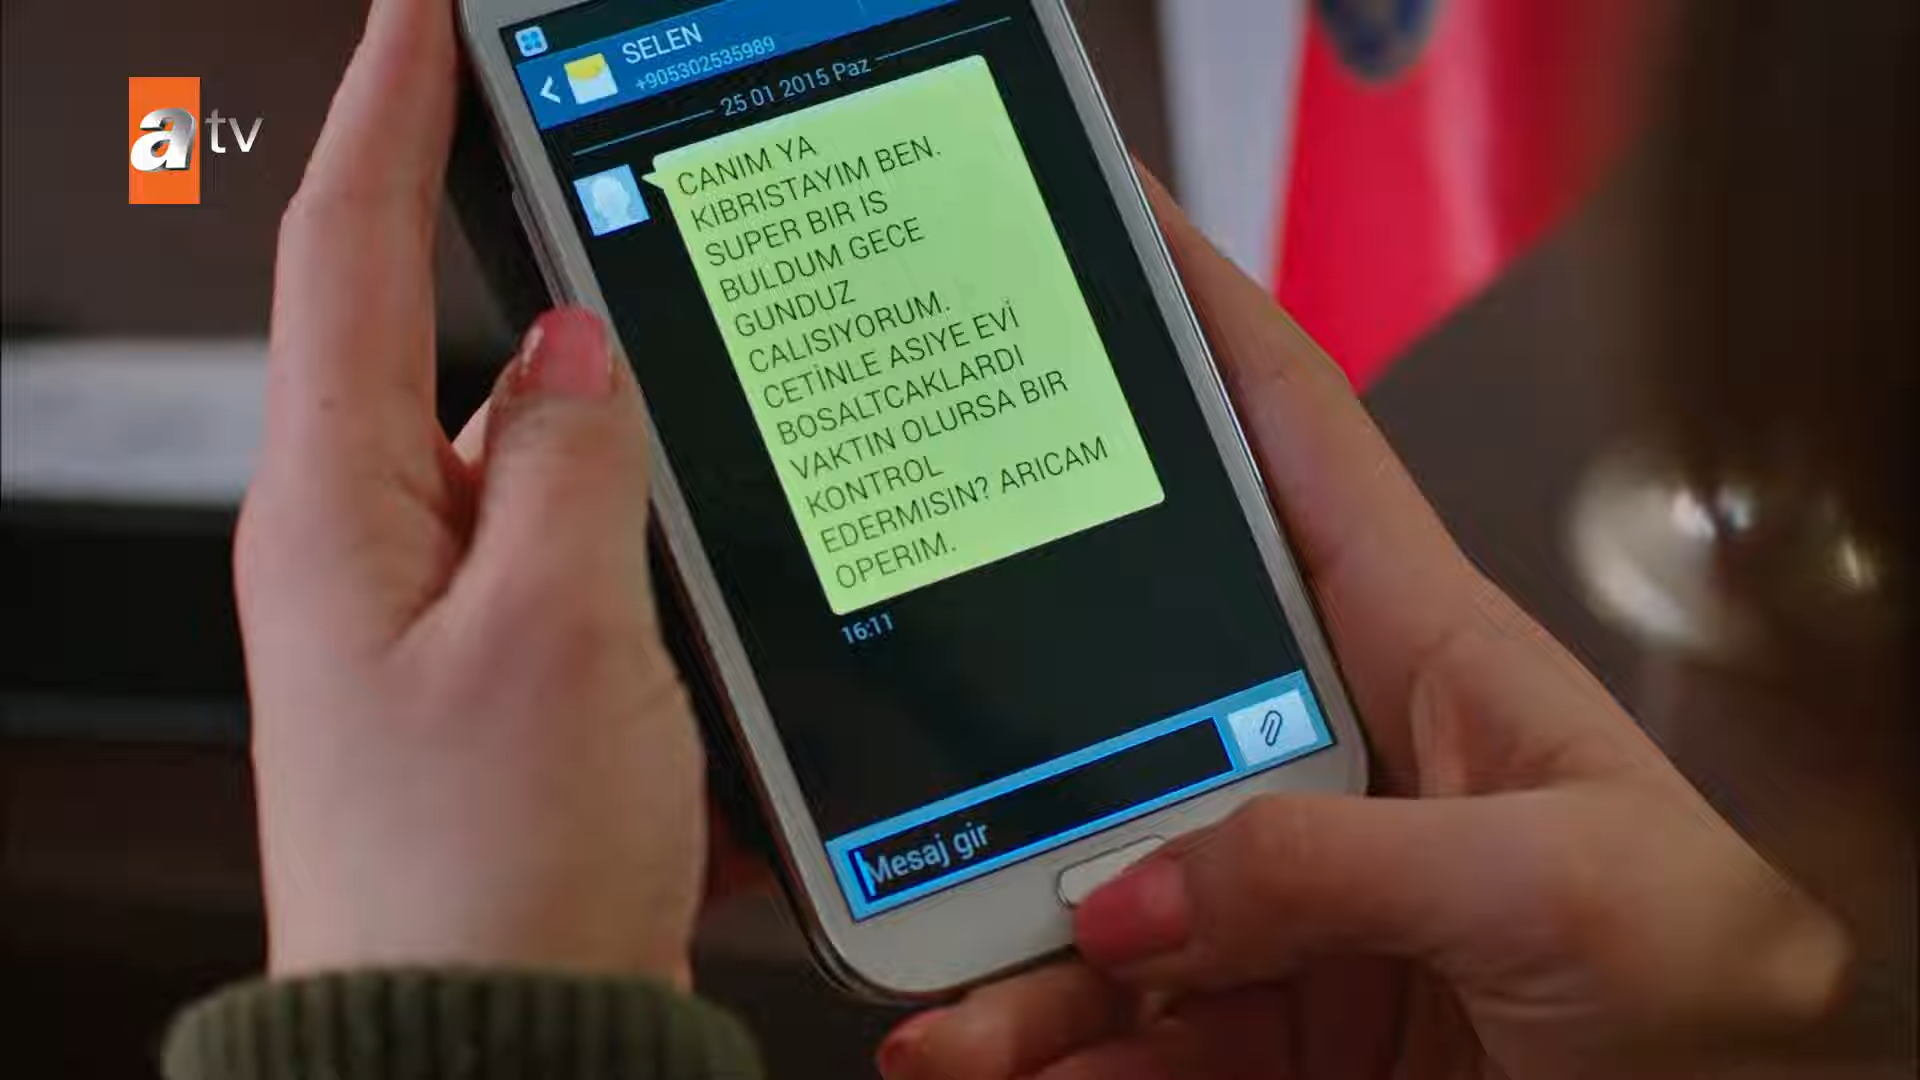 atv
SELEN
+905302535989
25 01 2015 Paz
CANIM YA
KIBRISTAYIM BEN.
SUPER BIR IS
BULDUM GECE
GUNDUZ
CALISIYORUM.
CETİNLE ASIYE EVİ
BOSALTCAKLARDI
VAKTIN OLURSA BIR
KONTROL
EDERMISIN? ARICAM
OPERIM.
16:11
Mesaj gir